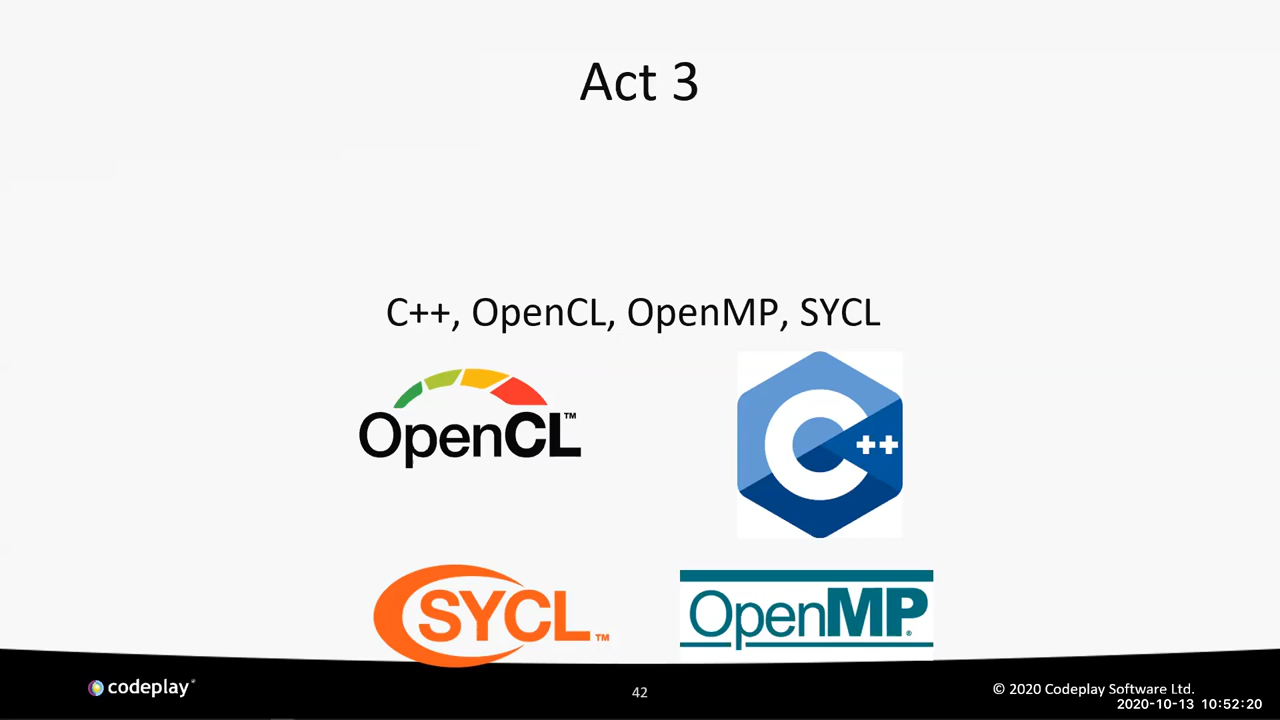 Act 3
C++, OpenCL, OpenMP, SYCL
OpenCL™
C++
SYCL™
OpenMP®
codeplay®
42
© 2020 Codeplay Software Ltd.
2020-10-13 10:52:20